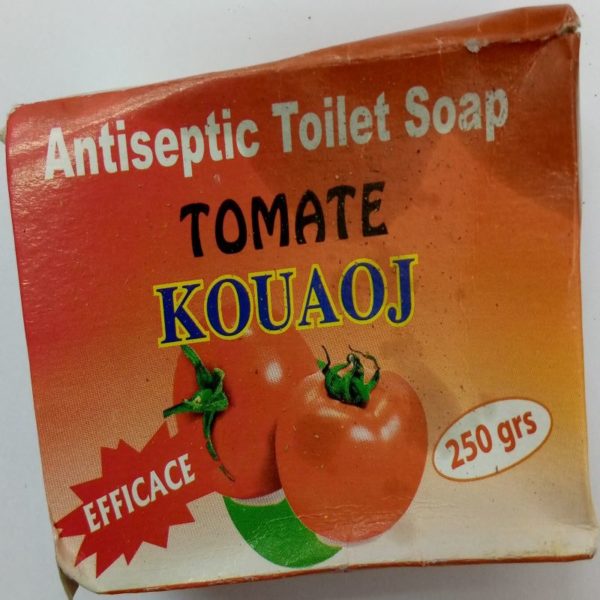 Antiseptic Toilet Soap
TOMATE
KOUAOJ
250 grs
EFFICACE